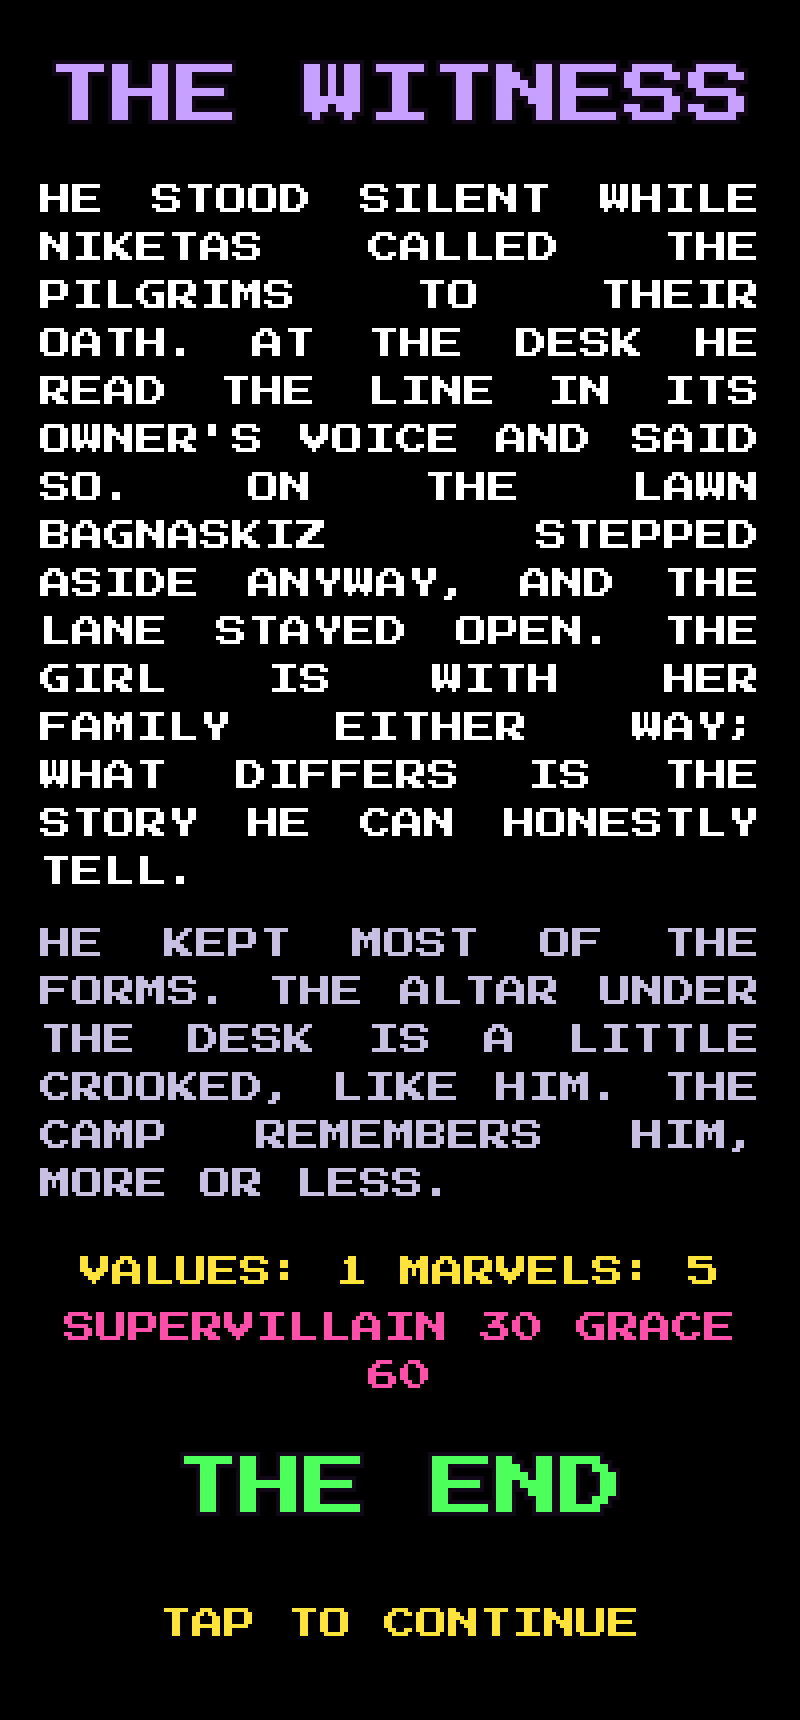 THE WITNESS
HE STOOD SILENT WHILE
NIKETAS CALLED THE
PILGRIMS TO THEIR
OATH. AT THE DESK HE
READ THE LINE IN ITS
OWNER'S VOICE AND SAID
SO. ON THE LAWN
BAGNASKIZ STEPPED
ASIDE ANYWAY, AND THE
LANE STAYED OPEN. THE
GIRL IS WITH HER
FAMILY EITHER WAY;
WHAT DIFFERS IS THE
STORY HE CAN HONESTLY
TELL.
HE KEPT MOST OF THE
FORMS. THE ALTAR UNDER
THE DESK IS A LITTLE
CROOKED, LIKE HIM. THE
CAMP REMEMBERS HIM,
MORE OR LESS.
VALUES: 1 MARVELS: 5
SUPERVILLAIN 30 GRACE
60
THE END
TAP TO CONTINUE